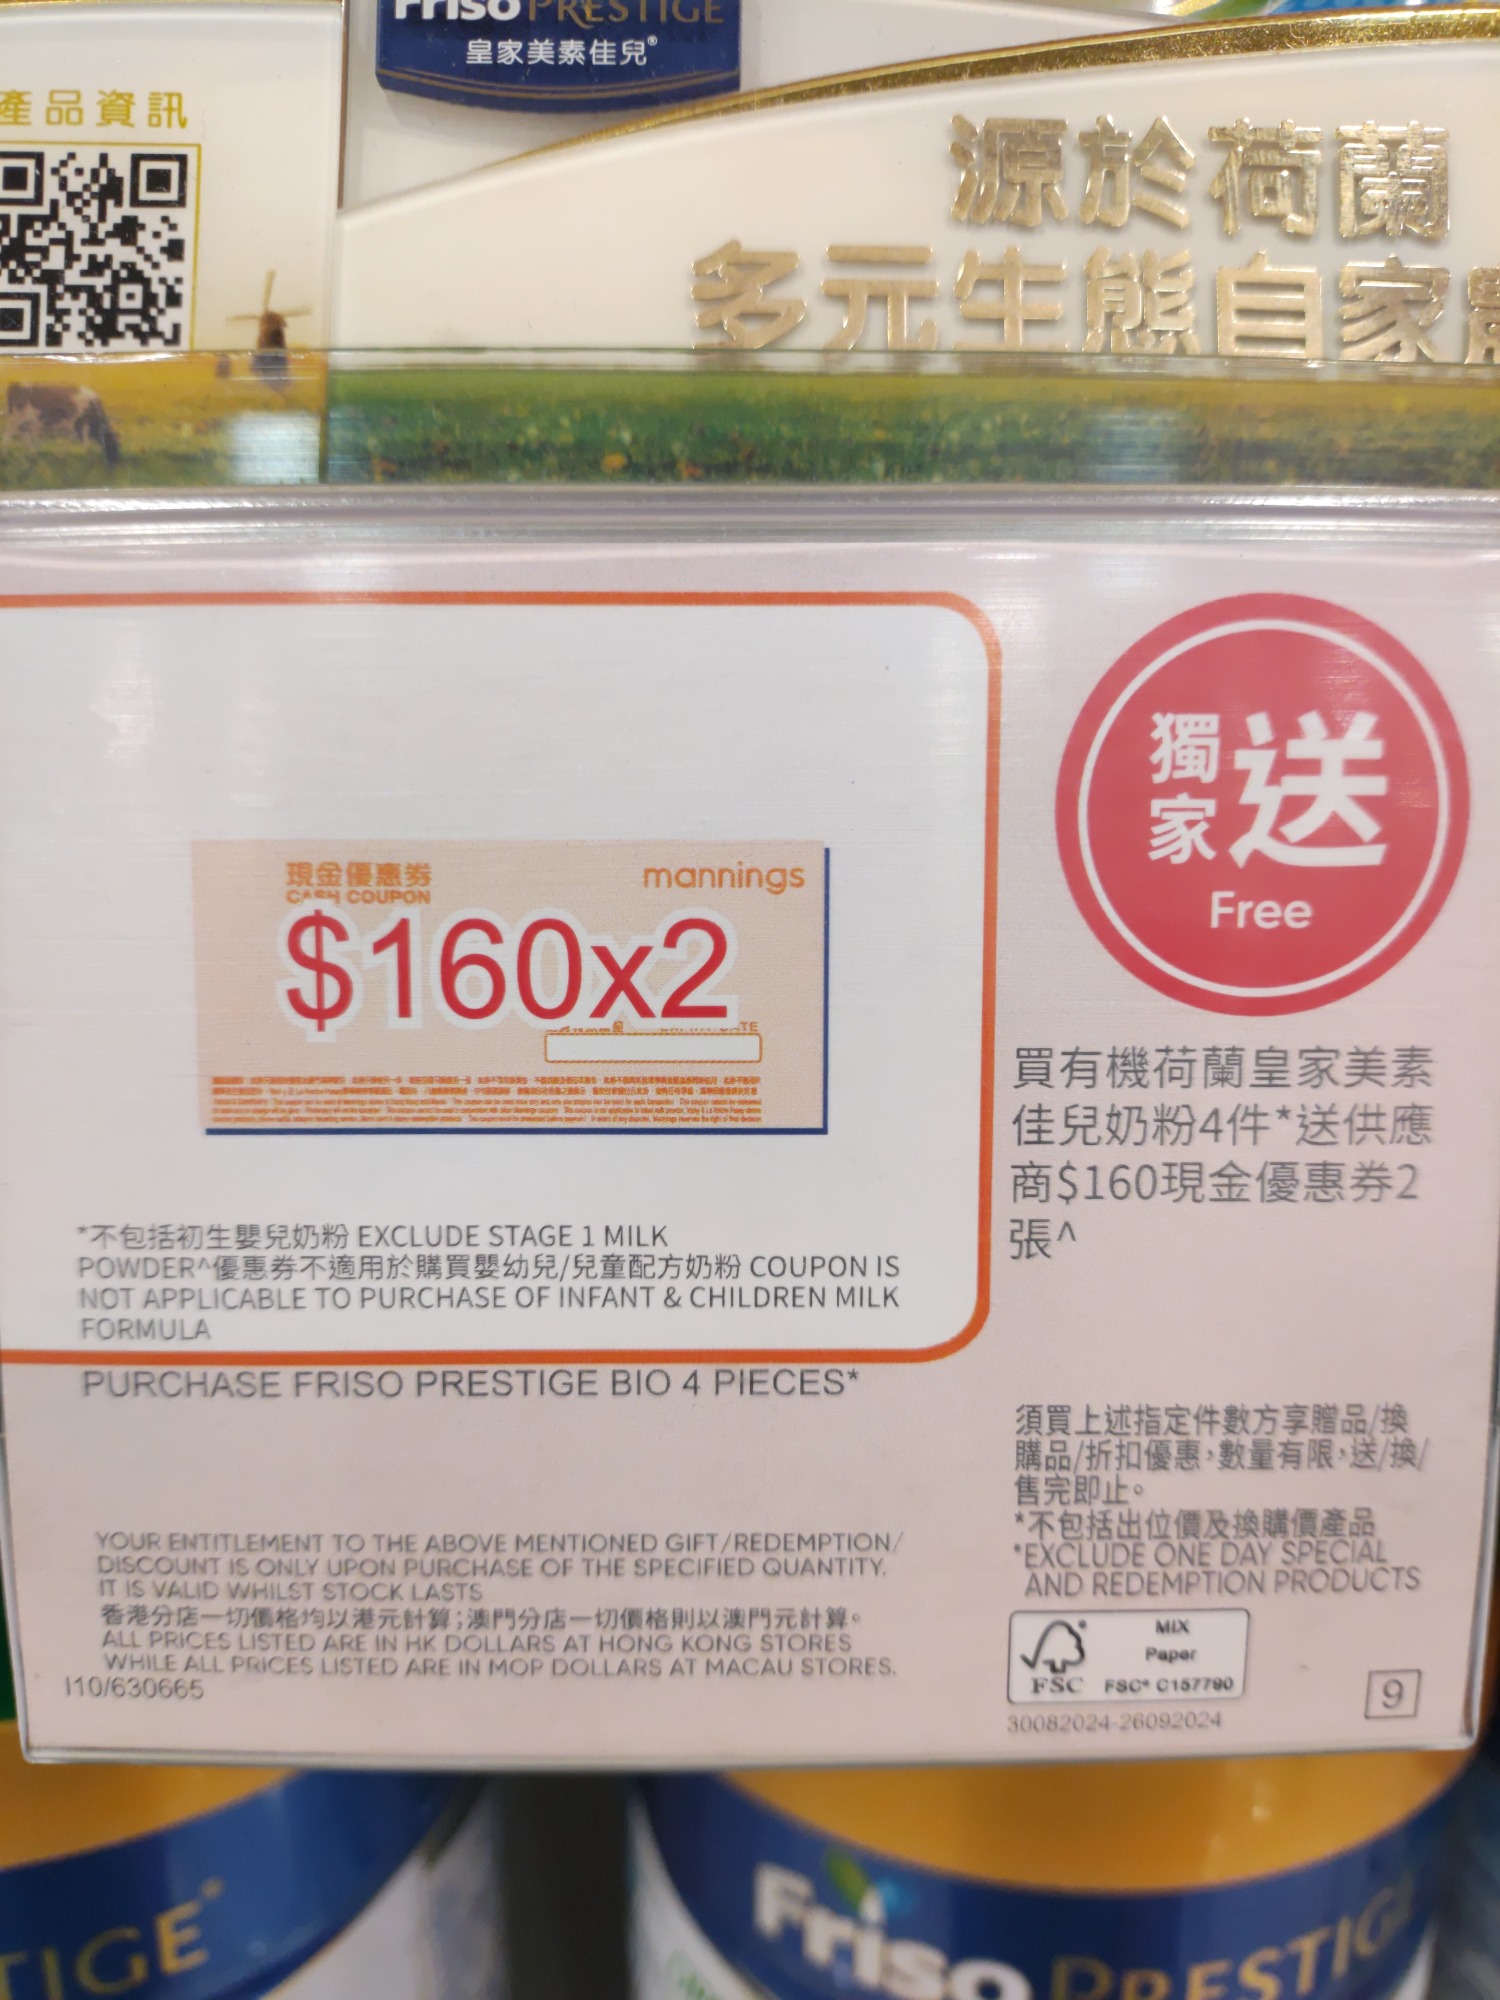 Friso PRESTIGE
皇家美素佳兒®
產品資訊
源於荷蘭
多元生態自家
現金優惠券
CASH COUPON
mannings
$160x2
獨家送
Free
買有機荷蘭皇家美素
佳兒奶粉4件*送供應
商$160現金優惠券2
張^
*不包括初生嬰兒奶粉 EXCLUDE STAGE 1 MILK
POWDER^優惠券不適用於購買嬰幼兒/兒童配方奶粉 COUPON IS
NOT APPLICABLE TO PURCHASE OF INFANT & CHILDREN MILK
FORMULA
PURCHASE FRISO PRESTIGE BIO 4 PIECES*
須買上述指定件數方享贈品/換
購品/折扣優惠,數量有限,送/換/
售完即止。
*不包括出位價及換購價產品
*EXCLUDE ONE DAY SPECIAL
AND REDEMPTION PRODUCTS
YOUR ENTITLEMENT TO THE ABOVE MENTIONED GIFT/REDEMPTION/
DISCOUNT IS ONLY UPON PURCHASE OF THE SPECIFIED QUANTITY.
IT IS VALID WHILST STOCK LASTS
香港分店一切價格均以港元計算;澳門分店一切價格則以澳門元計算。
ALL PRICES LISTED ARE IN HK DOLLARS AT HONG KONG STORES
WHILE ALL PRICES LISTED ARE IN MOP DOLLARS AT MACAU STORES.
I10/630665
MIX
Paper
FSC FSC® C157790
30082024-26092024
9
TIGE
Friso PRESTIG